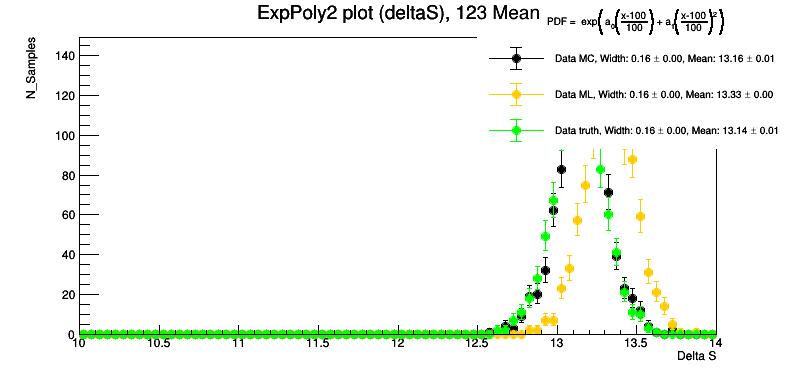 ExpPoly2 plot (deltaS), 123 Mean
PDF = exp(a₀(x-100/100) + a₁(x-100/100)²)
Data MC, Width: 0.16 ± 0.00, Mean: 13.16 ± 0.01
Data ML, Width: 0.16 ± 0.00, Mean: 13.33 ± 0.00
Data truth, Width: 0.16 ± 0.00, Mean: 13.14 ± 0.01
N_Samples
140
120
100
80
60
40
20
0
10 10.5 11 11.5 12 12.5 13 13.5 14
Delta S